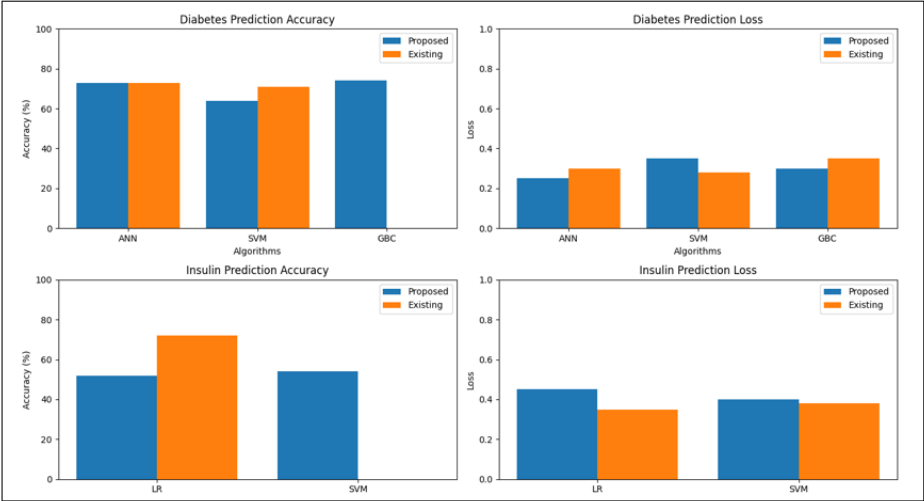 Diabetes Prediction Accuracy
100
80
60
40
20
0
Accuracy (%)
Proposed
Existing
ANN
SVM
GBC
Algorithms
Diabetes Prediction Loss
1.0
0.8
0.6
0.4
0.2
0.0
Loss
Proposed
Existing
ANN
SVM
GBC
Algorithms
Insulin Prediction Accuracy
100
80
60
40
20
0
Accuracy (%)
Proposed
Existing
LR
SVM
Insulin Prediction Loss
1.0
0.8
0.6
0.4
0.2
0.0
Loss
Proposed
Existing
LR
SVM